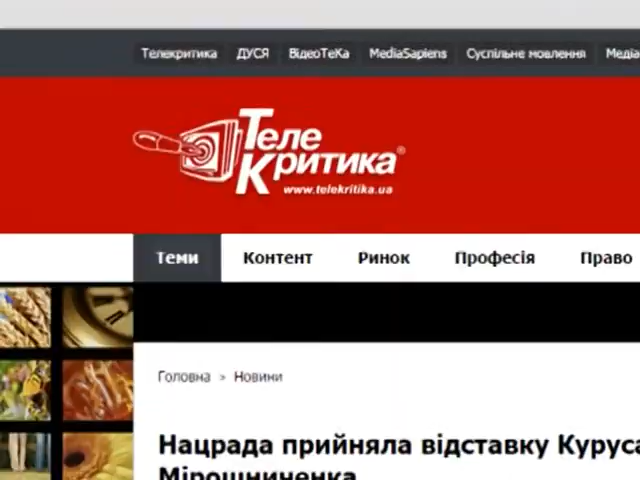 Телекритика ДУСЯ ВідеоТеКа MediaSapiens Суспільне мовлення
Теле
Критика®
www.telekritika.ua
Теми Контент Ринок Професія Право
Головна » Новини
Нацрада прийняла відставку
Мірошниченка